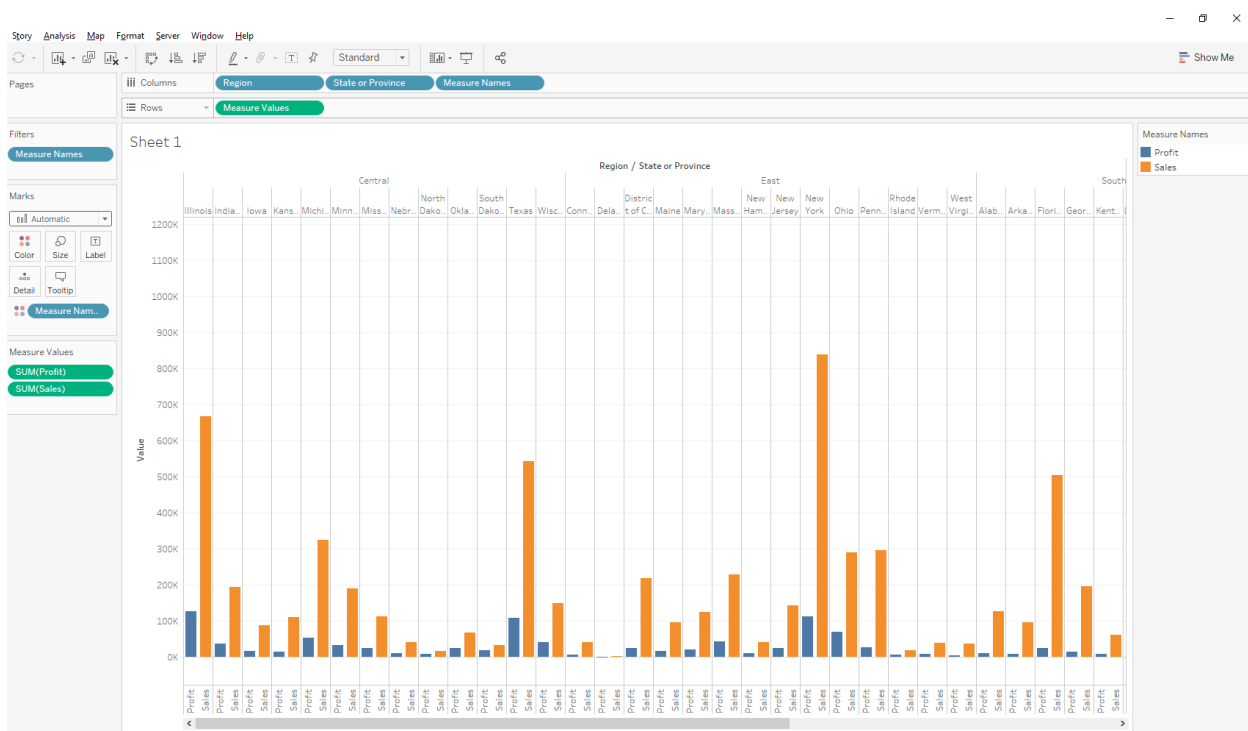 Story Analysis Map Format Server Window Help
Standard
Show Me
Pages
Columns Region State or Province Measure Names
Rows Measure Values
Filters
Measure Names
Marks
Automatic
Color Size Label
Detail Tooltip
Measure Nam..
Measure Values
SUM(Profit)
SUM(Sales)
Sheet 1
Region / State or Province
Central East South
Illinois India.. Iowa Kans.. Michi.. Minn.. Miss.. Nebr.. North Dako.. Okla.. South Dako.. Texas Wisc.. Conn.. Dela.. Distric t of C.. Maine Mary.. Mass.. New Ham.. New Jersey New York Ohio Penn.. Rhode Island Verm.. West Virgi.. Alab.. Arka.. Flori.. Geor.. Kent..
1200K
1100K
1000K
900K
800K
700K
600K
500K
400K
300K
200K
100K
0K
Value
Profit Sales Profit Sales Profit Sales Profit Sales Profit Sales Profit Sales Profit Sales Profit Sales Profit Sales Profit Sales Profit Sales Profit Sales Profit Sales Profit Sales Profit Sales Profit Sales Profit Sales Profit Sales Profit Sales Profit Sales Profit Sales Profit Sales Profit Sales Profit Sales Profit Sales Profit Sales Profit Sales Profit Sales Profit Sales Profit Sales Profit Sales Profit Sales
Measure Names
Profit
Sales